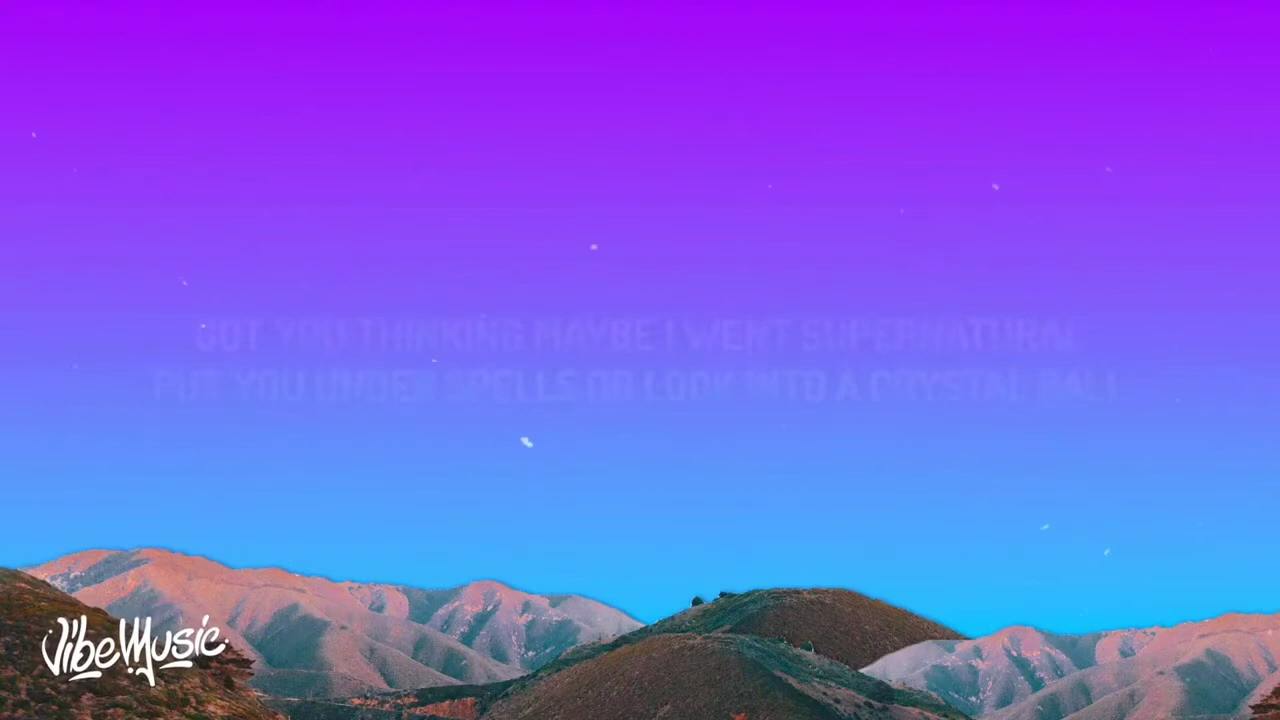 GOT YOU THINKING MAYBE I WENT SUPERNATURAL
PUT YOU UNDER SPELLS OR LOOK INTO A CRYSTAL BALL
VibeMusic